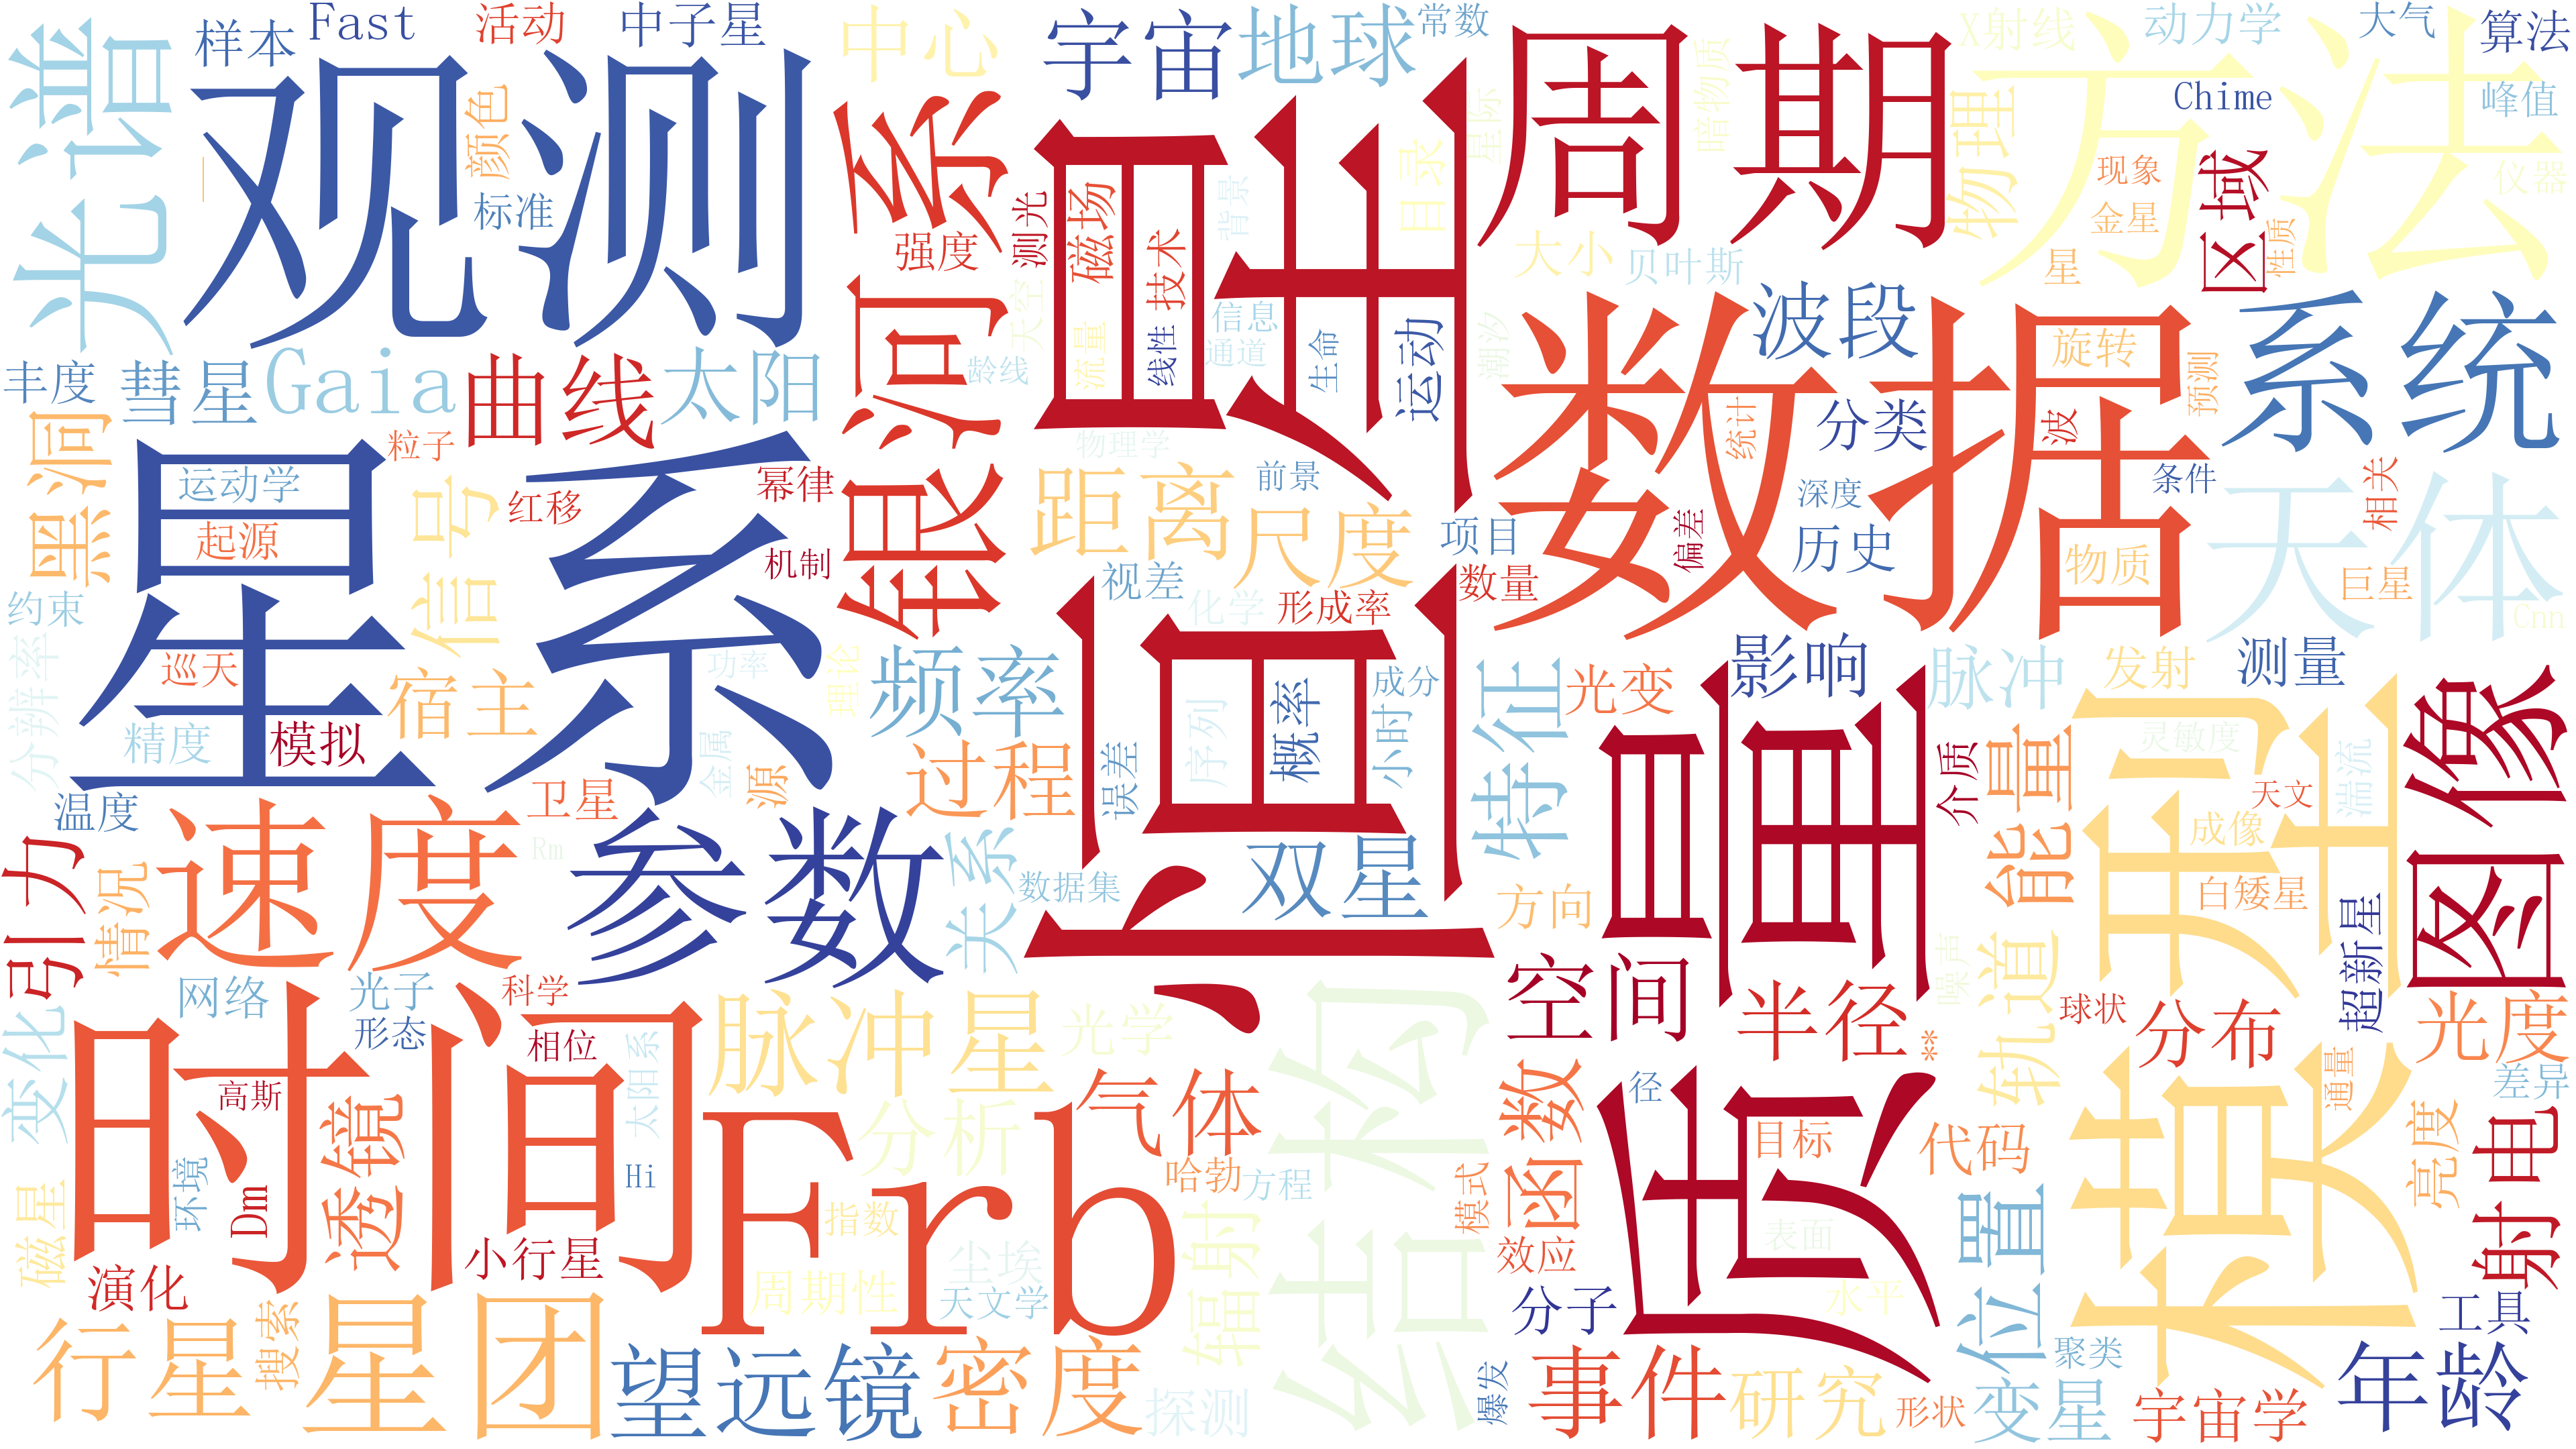 光谱
样本
Fast
活动
中子星
中心
宇宙
地球
常数
周期
X射线
动力学
大气
算法
观测
颜色
标准
银河系
恒星
暗物质
星际
目录
背景
物理
方法
Chime
峰值
现象
金星
星
区域
性质
仪器
一
强度
测光
磁场
技术
天空
流量
线性
信息
通道
生命
潮汐
运动
大小
贝叶斯
数据
波段
旋转
系统
预测
丰度
彗星
Gaia
曲线
太阳
龄线
黑洞
粒子
星系
运动学
起源
信号
红移
幂律
机制
物理学
距离
前景
尺度
项目
统计
分类
波
深度
历史
偏差
条件
相关
天体
物质
巨星
Cnn
约束
分辨率
巡天
精度
模拟
宿主
功率
理论
金属
源
卫星
频率
过程
视差
化学
形成率
数量
序列
概率
成分
小时
误差
特征
光变
影响
质量
脉冲
发射
测量
图像
温度
速度
参数
Rm
关系
数据集
双星
方向
介质
能量
模型
灵敏度
湍流
天文
成像
白矮星
超新星
引力
情况
变化
网络
光子
形态
科学
时间
相位
高斯
太阳系
脉冲星
光学
气体
分析
结构
空间
半径
噪声
轨道
球状
分布
光度
差异
通量
亮度
射电
**
径
函数
目标
代码
位置
磁星
环境
Dm
透镜
Hi
Frb
指数
哈勃
方程
辐射
模式
效应
表面
水平
演化
小行星
周期性
尘埃
天文学
分子
工具
行星
搜索
星团
望远镜
密度
探测
爆发
事件
研究
形状
变星
聚类
宇宙学
年龄